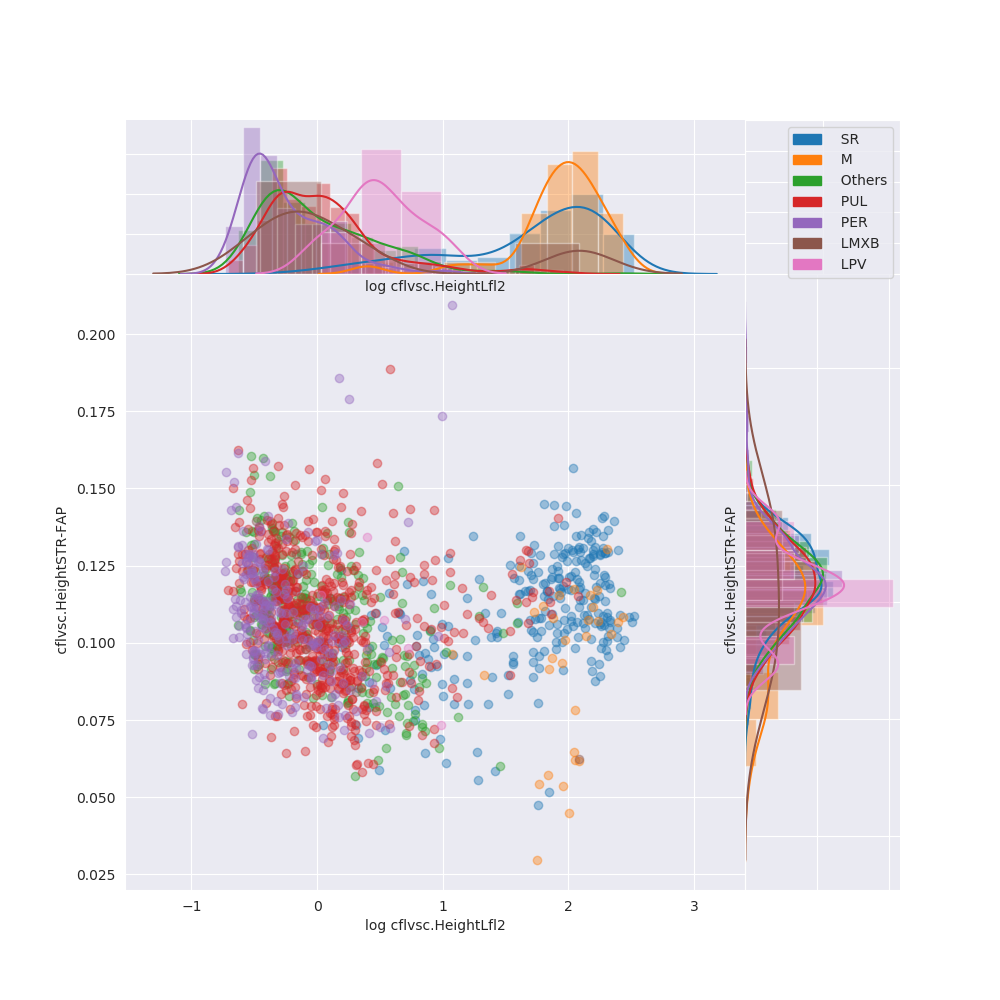 SR
M
Others
PUL
PER
LMXB
LPV
log cflvsc.HeightLfl2
0.200
0.175
0.150
0.125
0.100
0.075
0.050
0.025
cflvsc.HeightSTR-FAP
cflvsc.HeightSTR-FAP
−1
0
1
2
3
log cflvsc.HeightLfl2